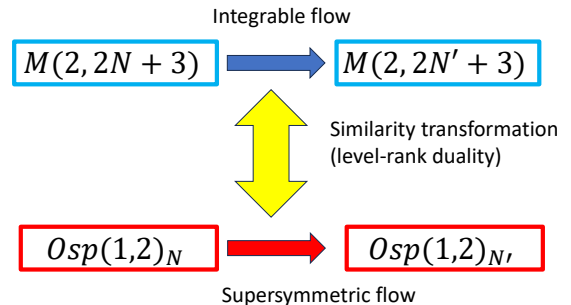 Integrable flow
M(2, 2N + 3)
M(2, 2N′ + 3)
Similarity transformation
(level-rank duality)
Osp(1,2)_N
Osp(1,2)_N′
Supersymmetric flow